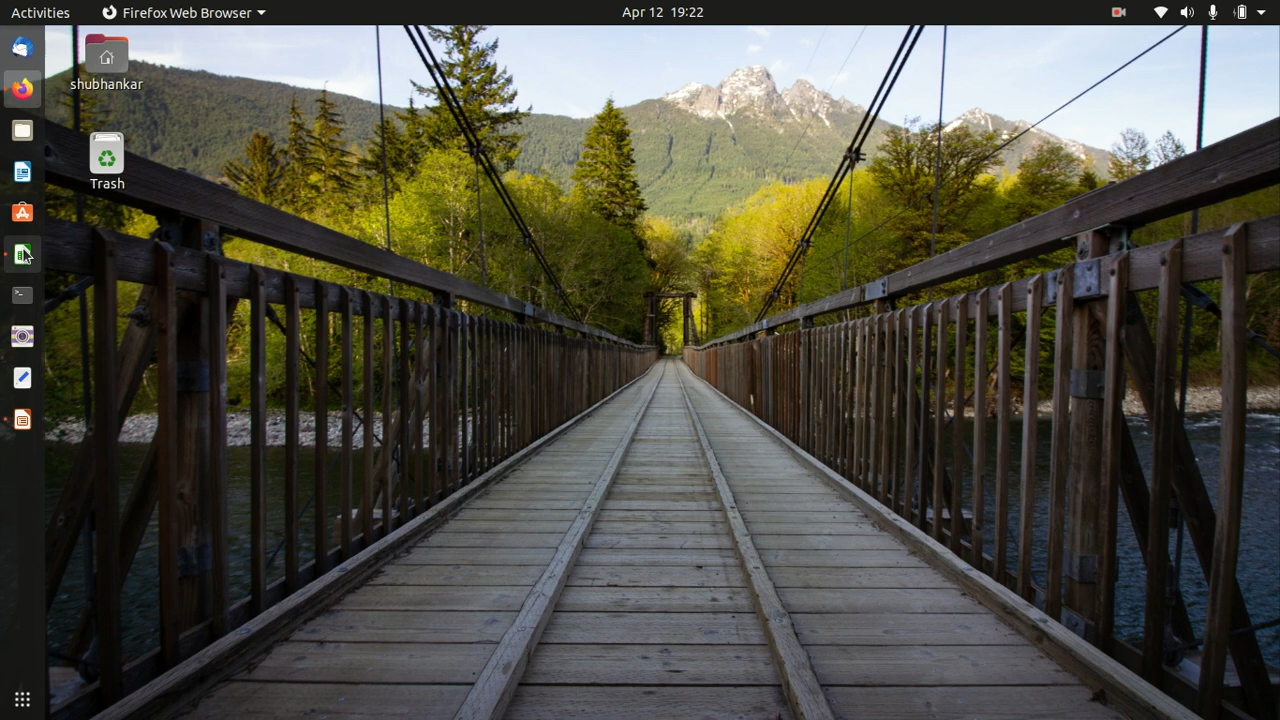 Activities
Firefox Web Browser
Apr 12 19:22
shubhankar
Trash